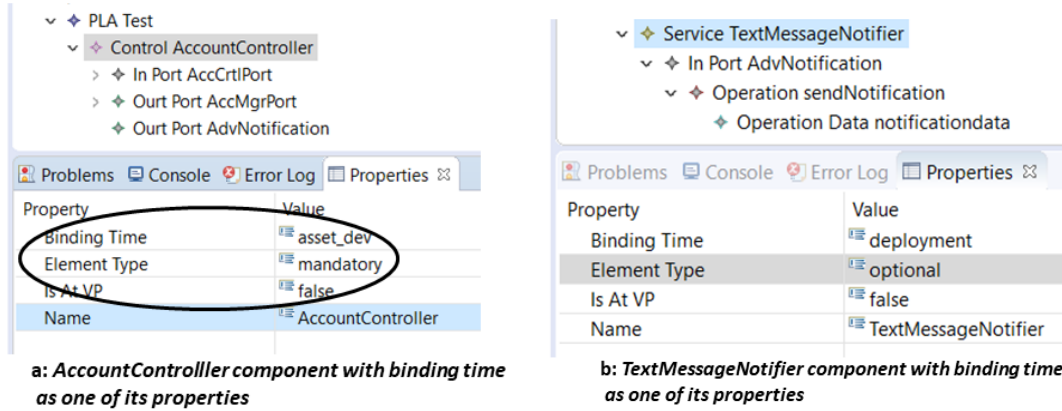 PLA Test
Control AccountController
In Port AccCrtlPort
Ourt Port AccMgrPort
Ourt Port AdvNotification
Problems Console Error Log Properties
Property Value
Binding Time asset_dev
Element Type mandatory
Is At VP false
Name AccountController
a: AccountControlller component with binding time
as one of its properties
Service TextMessageNotifier
In Port AdvNotification
Operation sendNotification
Operation Data notificationdata
Problems Console Error Log Properties
Property Value
Binding Time deployment
Element Type optional
Is At VP false
Name TextMessageNotifier
b: TextMessageNotifier component with binding time
as one of its properties